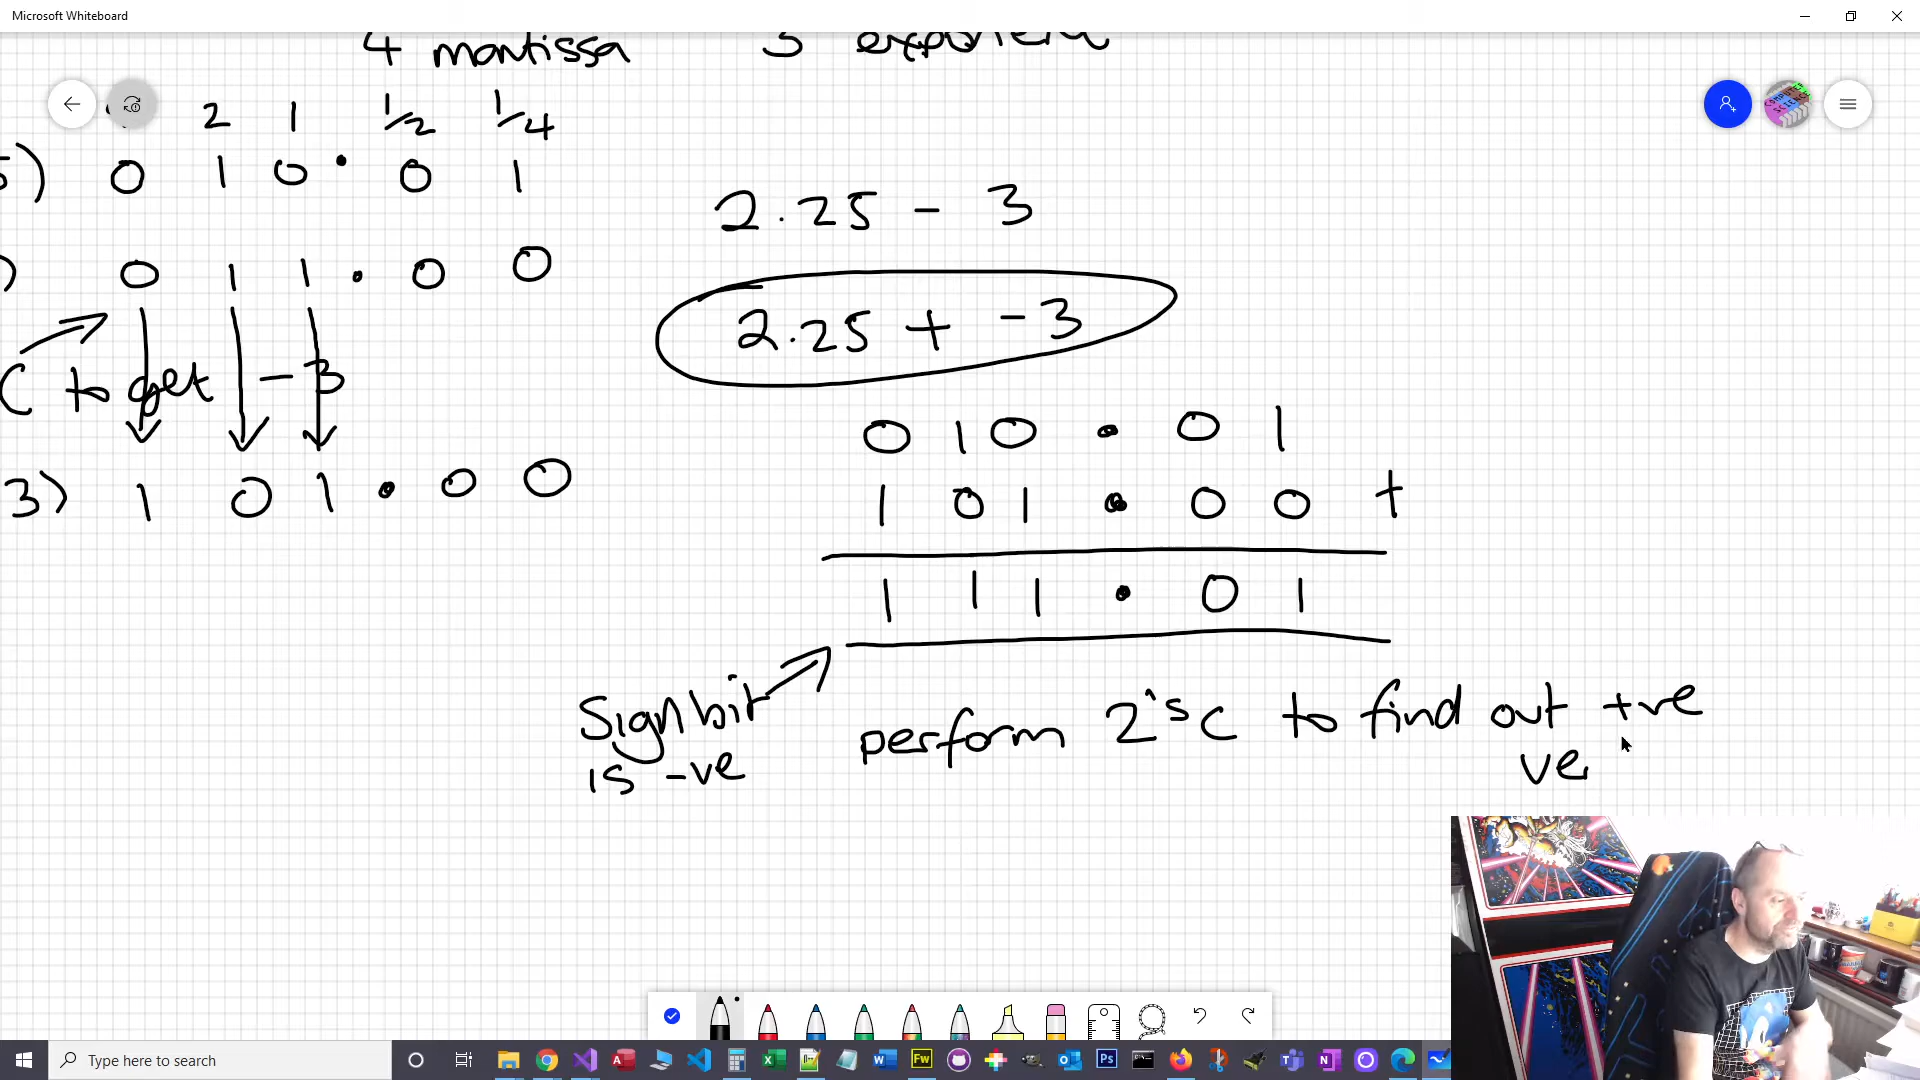 Microsoft Whiteboard
4 mantissa 3 exponent
2 1 1/2 1/4
5) 0 1 0 . 0 1
2.25 - 3
) 0 1 1 . 0 0
2.25 + -3
C to get -3
0 1 0 . 0 1
3) 1 0 1 . 0 0
1 0 1 . 0 0 +
1 1 1 . 0 1
Sign bit
is -ve
perform 2's C to find out +ve
ve
Type here to search